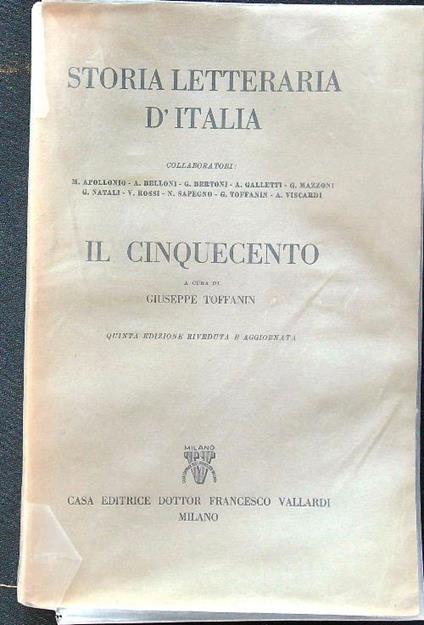 STORIA LETTERARIA
D'ITALIA
COLLABORATORI:
M. APOLLONIO - A. BELLONI - G. BERTONI - A. GALLETTI - G. MAZZONI
G. NATALI - V. ROSSI - N. SAPEGNO - G. TOFFANIN - A. VISCARDI
IL CINQUECENTO
A CURA DI
GIUSEPPE TOFFANIN
QUINTA EDIZIONE RIVEDUTA E AGGIORNATA
MILANO
CASA EDITRICE DOTTOR FRANCESCO VALLARDI
MILANO